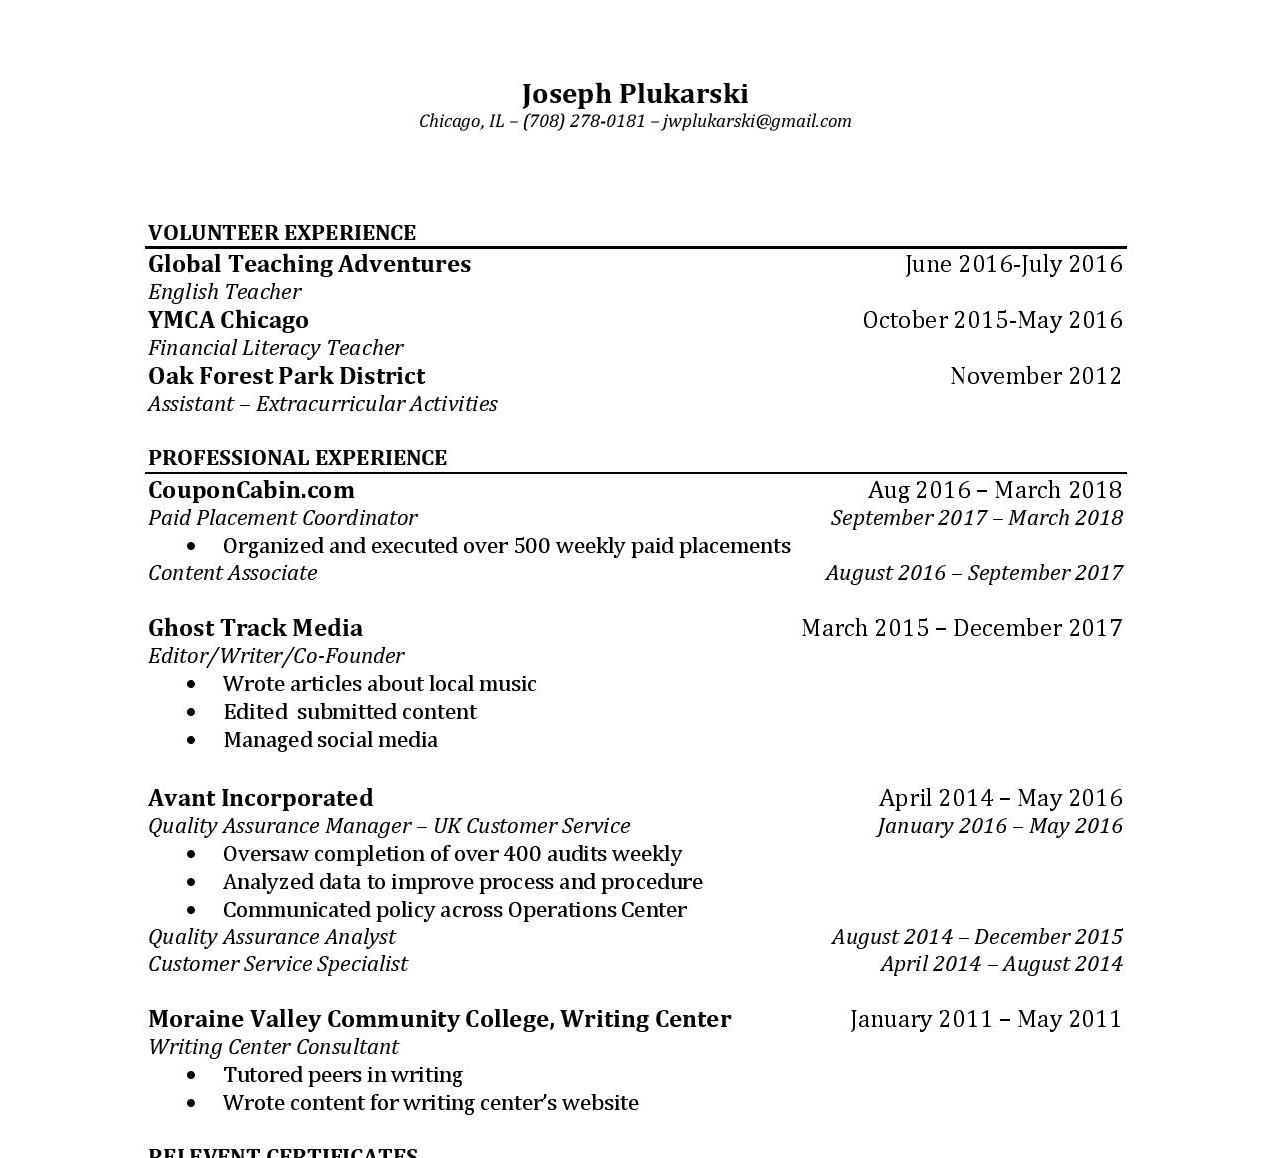 Joseph Plukarski
Chicago, IL – (708) 278-0181 – jwplukarski@gmail.com
VOLUNTEER EXPERIENCE
Global Teaching Adventures June 2016-July 2016
English Teacher
YMCA Chicago October 2015-May 2016
Financial Literacy Teacher
Oak Forest Park District November 2012
Assistant – Extracurricular Activities
PROFESSIONAL EXPERIENCE
CouponCabin.com Aug 2016 – March 2018
Paid Placement Coordinator September 2017 – March 2018
• Organized and executed over 500 weekly paid placements
Content Associate August 2016 – September 2017
Ghost Track Media March 2015 – December 2017
Editor/Writer/Co-Founder
• Wrote articles about local music
• Edited  submitted content
• Managed social media
Avant Incorporated April 2014 – May 2016
Quality Assurance Manager – UK Customer Service January 2016 – May 2016
• Oversaw completion of over 400 audits weekly
• Analyzed data to improve process and procedure
• Communicated policy across Operations Center
Quality Assurance Analyst August 2014 – December 2015
Customer Service Specialist April 2014 – August 2014
Moraine Valley Community College, Writing Center January 2011 – May 2011
Writing Center Consultant
• Tutored peers in writing
• Wrote content for writing center’s website
RELEVENT CERTIFICATES